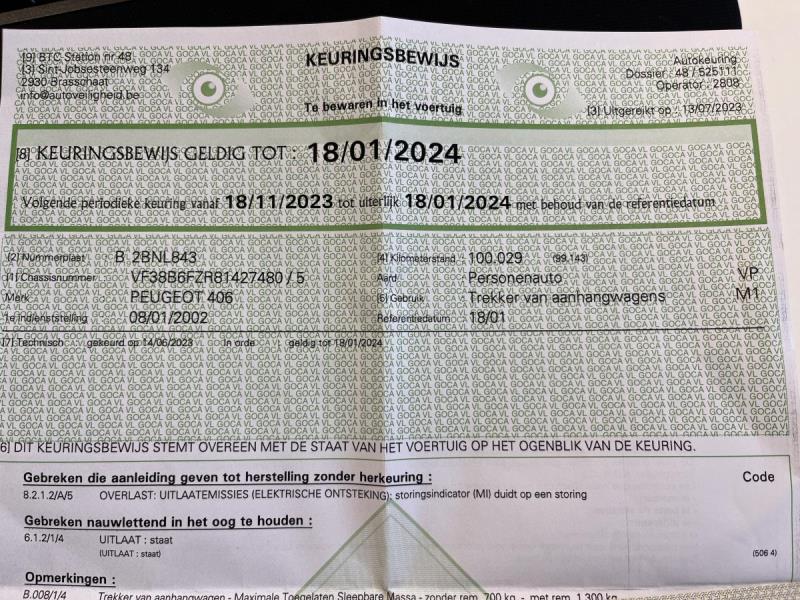 [9] BTC Station nr 48
[3] Sint-Jobsesteenweg 134
2930 Brasschaat
info@autoveiligheid.be
KEURINGSBEWIJS
Te bewaren in het voertuig
Autokeuring
Dossier : 48 / 525111
Operator : 2808
[3] Uitgereikt op : 13/07/2023
[8] KEURINGSBEWIJS GELDIG TOT : 18/01/2024
Volgende periodieke keuring vanaf 18/11/2023 tot uiterlijk 18/01/2024 met behoud van de referentiedatum
[2] Nummerplaat B 2BNL843
[1] Chassisnummer VF38B6FZR81427480 / 5
Merk PEUGEOT 406
1e indienststelling 08/01/2002
[4] Kilometerstand : 100.029 (99.143)
Aard : Personenauto VP
[5] Gebruik : Trekker van aanhangwagens M1
Referentiedatum : 18/01
[7] Technisch : gekeurd op 14/06/2023 In orde : geldig tot 18/01/2024
6] DIT KEURINGSBEWIJS STEMT OVEREEN MET DE STAAT VAN HET VOERTUIG OP HET OGENBLIK VAN DE KEURING.
Gebreken die aanleiding geven tot herstelling zonder herkeuring : Code
8.2.1.2/A/5 OVERLAST: UITLAATEMISSIES (ELEKTRISCHE ONTSTEKING): storingsindicator (MI) duidt op een storing
Gebreken nauwlettend in het oog te houden :
6.1.2/1/4 UITLAAT : staat
(UITLAAT : staat) (506 4)
Opmerkingen :
B.008/1/4 Trekker van aanhangwagen - Maximale Toegelaten Sleepbare Massa - zonder rem 700 kg - met rem 1.300 kg